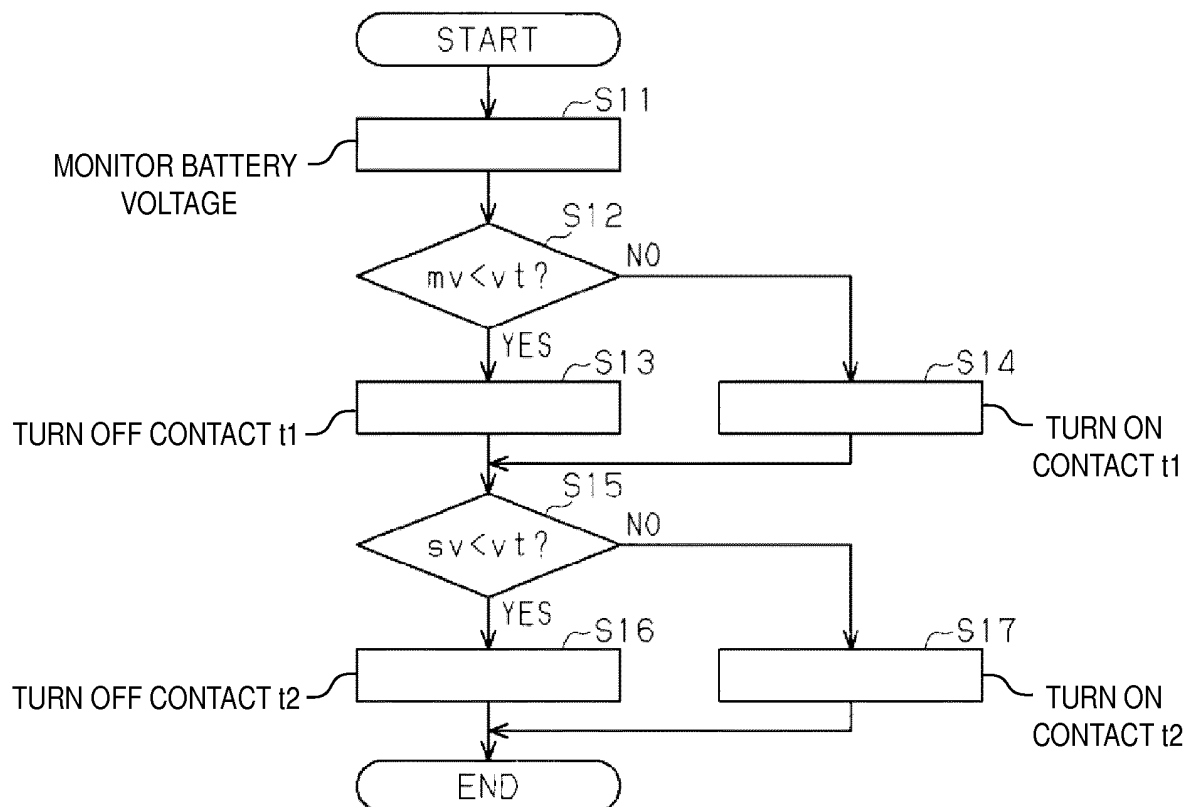 START
S11
MONITOR BATTERY
VOLTAGE
S12
mv<vt?
NO
YES
S13
S14
TURN OFF CONTACT t1
TURN ON
CONTACT t1
S15
sv<vt?
NO
YES
S16
S17
TURN OFF CONTACT t2
TURN ON
CONTACT t2
END